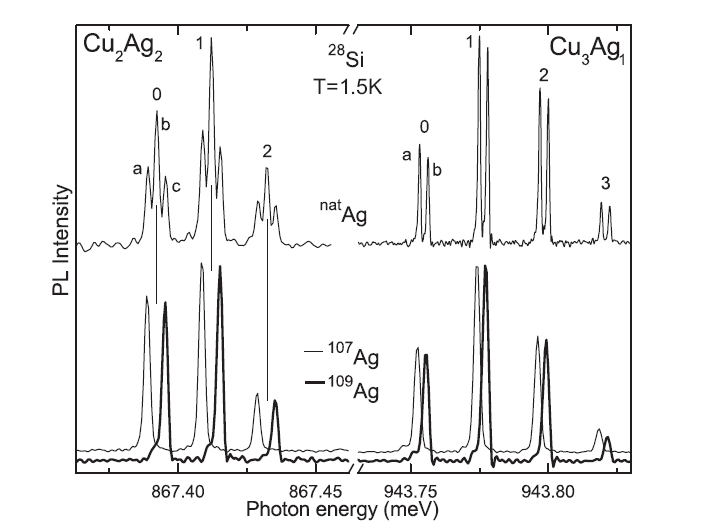 Cu2Ag2
28Si
T=1.5K
Cu3Ag1
0
a
b
c
1
2
natAg
0
a
b
1
2
3
PL Intensity
107Ag
109Ag
867.40
867.45
943.75
943.80
Photon energy (meV)